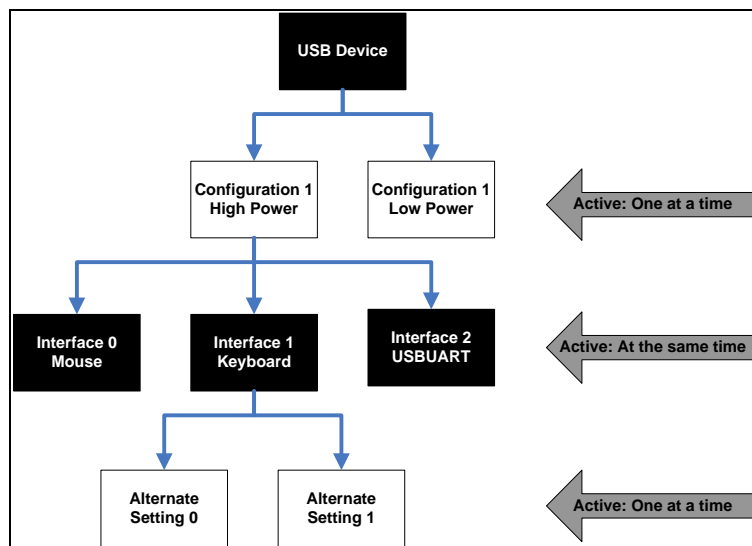 USB Device
Configuration 1
High Power
Configuration 1
Low Power
Active: One at a time
Interface 0
Mouse
Interface 1
Keyboard
Interface 2
USBUART
Active: At the same time
Alternate
Setting 0
Alternate
Setting 1
Active: One at a time